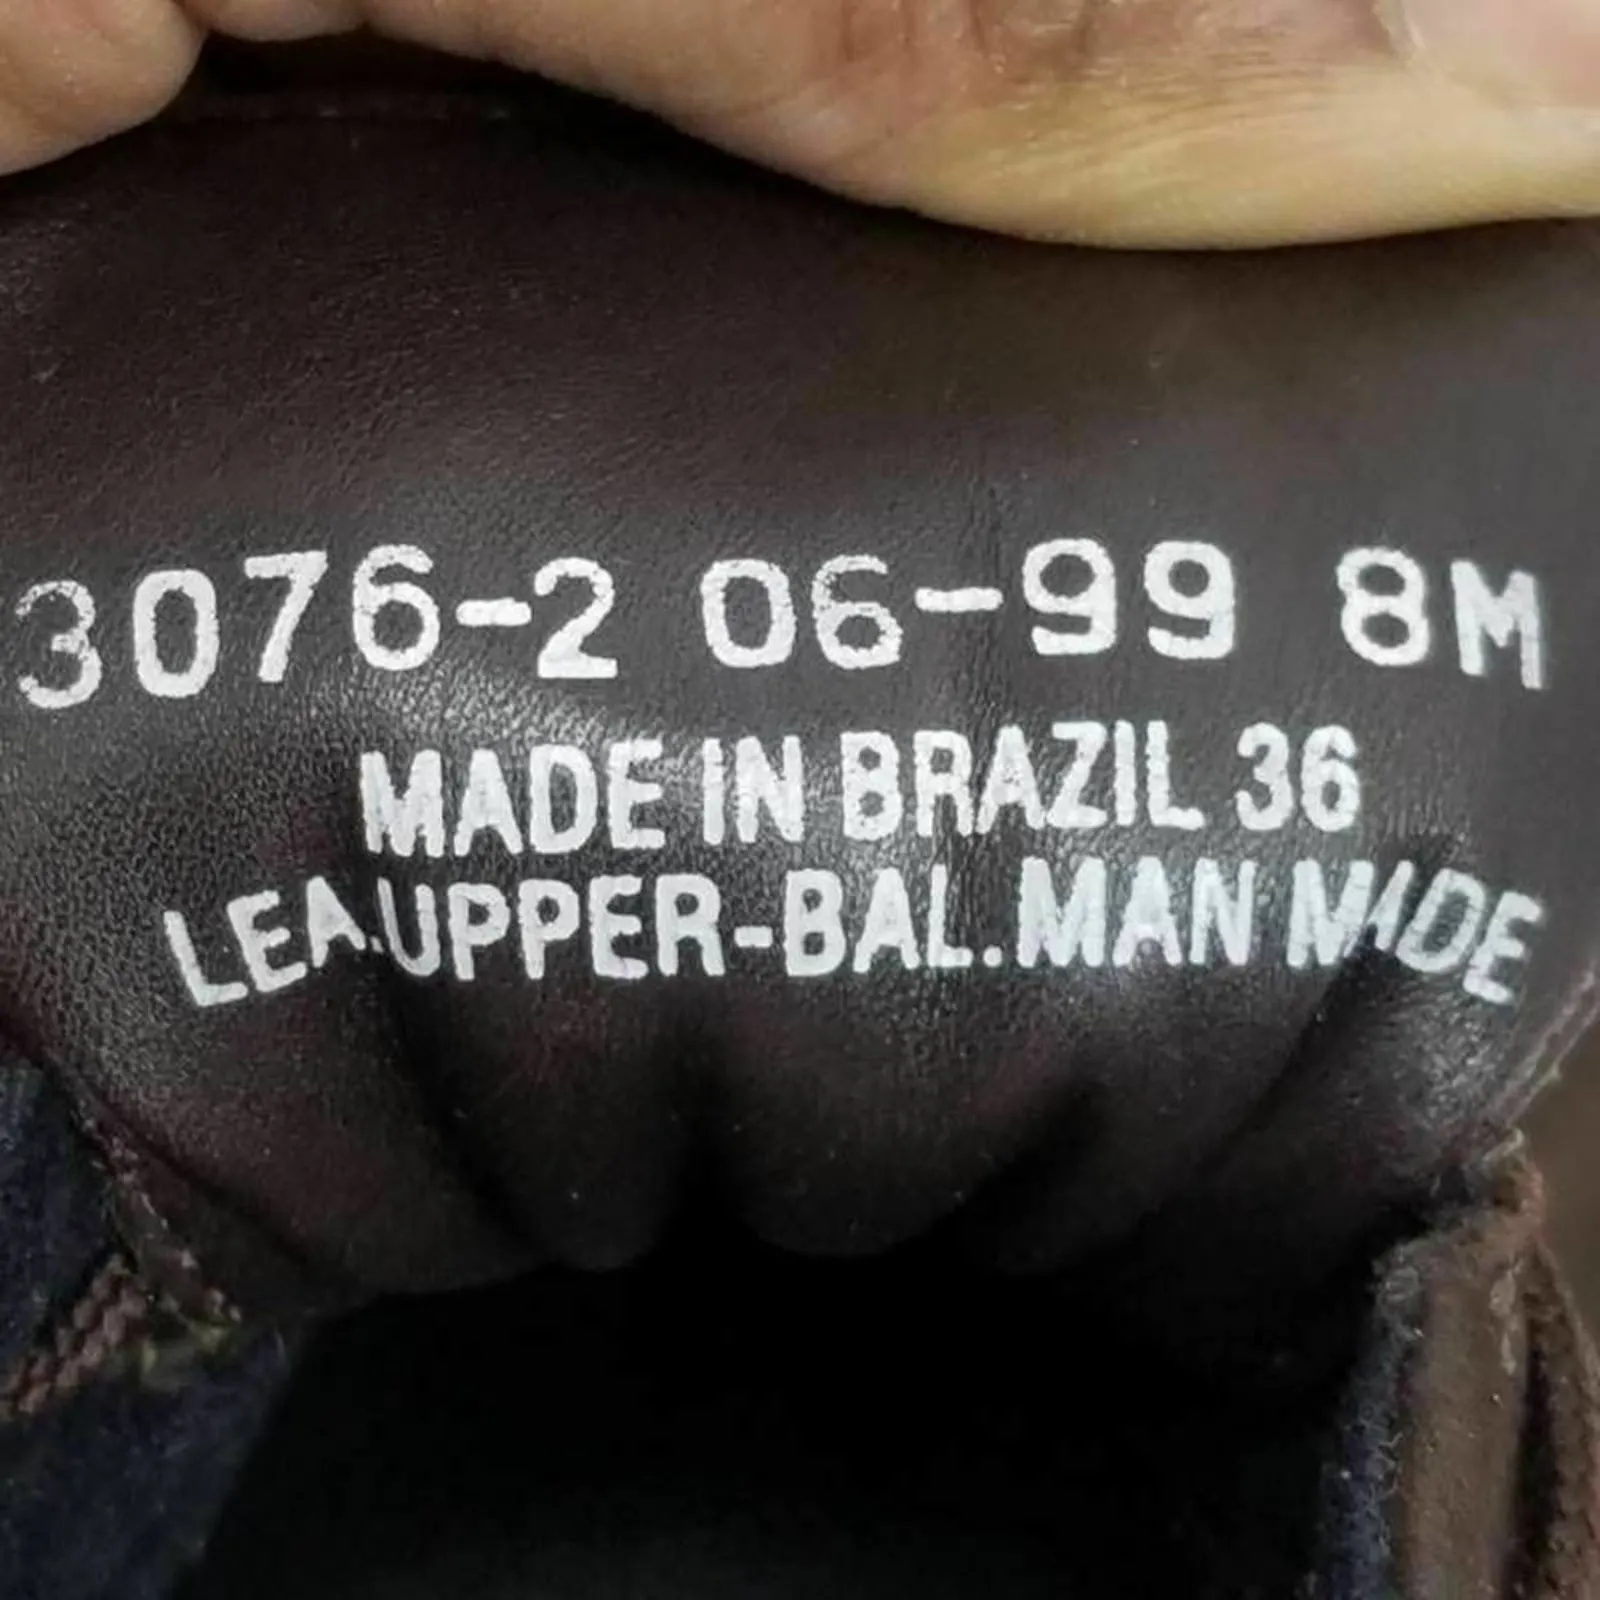 3076-2 06-99 8M
MADE IN BRAZIL 36
LEA.UPPER-BAL.MAN MADE